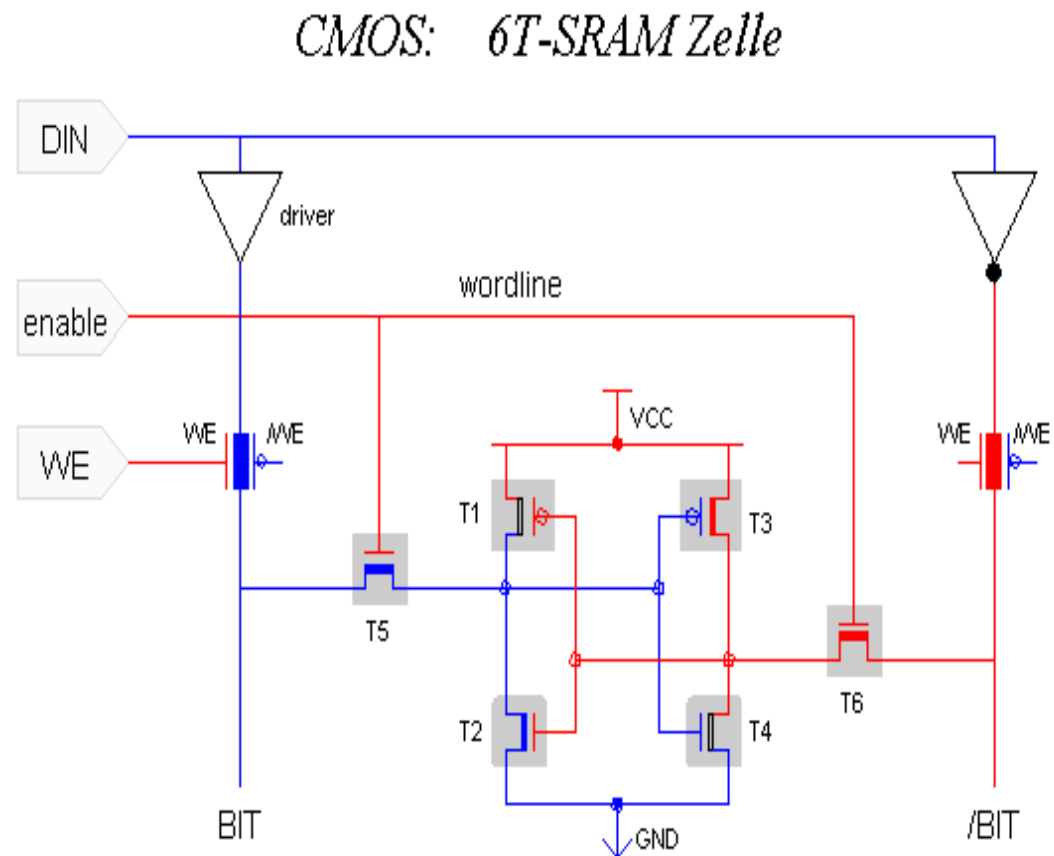 CMOS: 6T-SRAM Zelle
DIN
driver
enable
wordline
WE
WE /WE
VCC
WE /WE
T1
T3
T5
T6
T2
T4
BIT
GND
/BIT